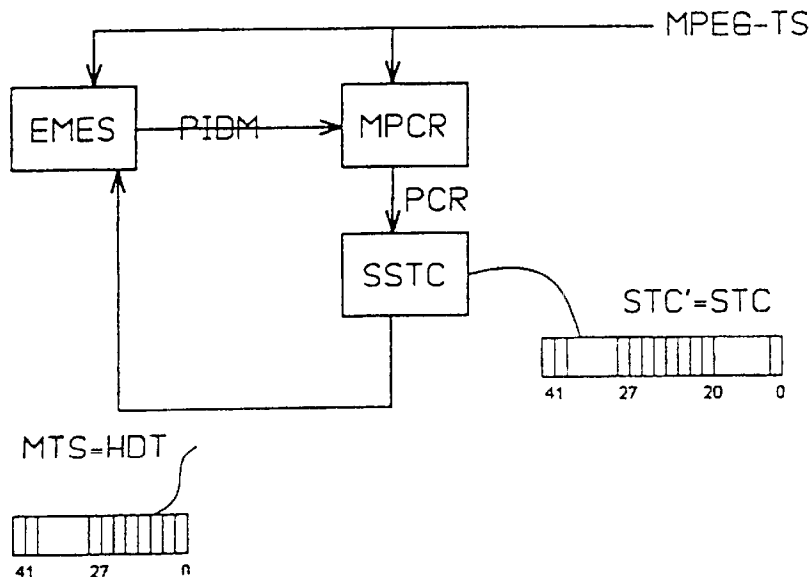 MPEG-TS
EMES
PIDM
MPCR
PCR
SSTC
STC'=STC
41 27 20 0
MTS=HDT
41 27 0